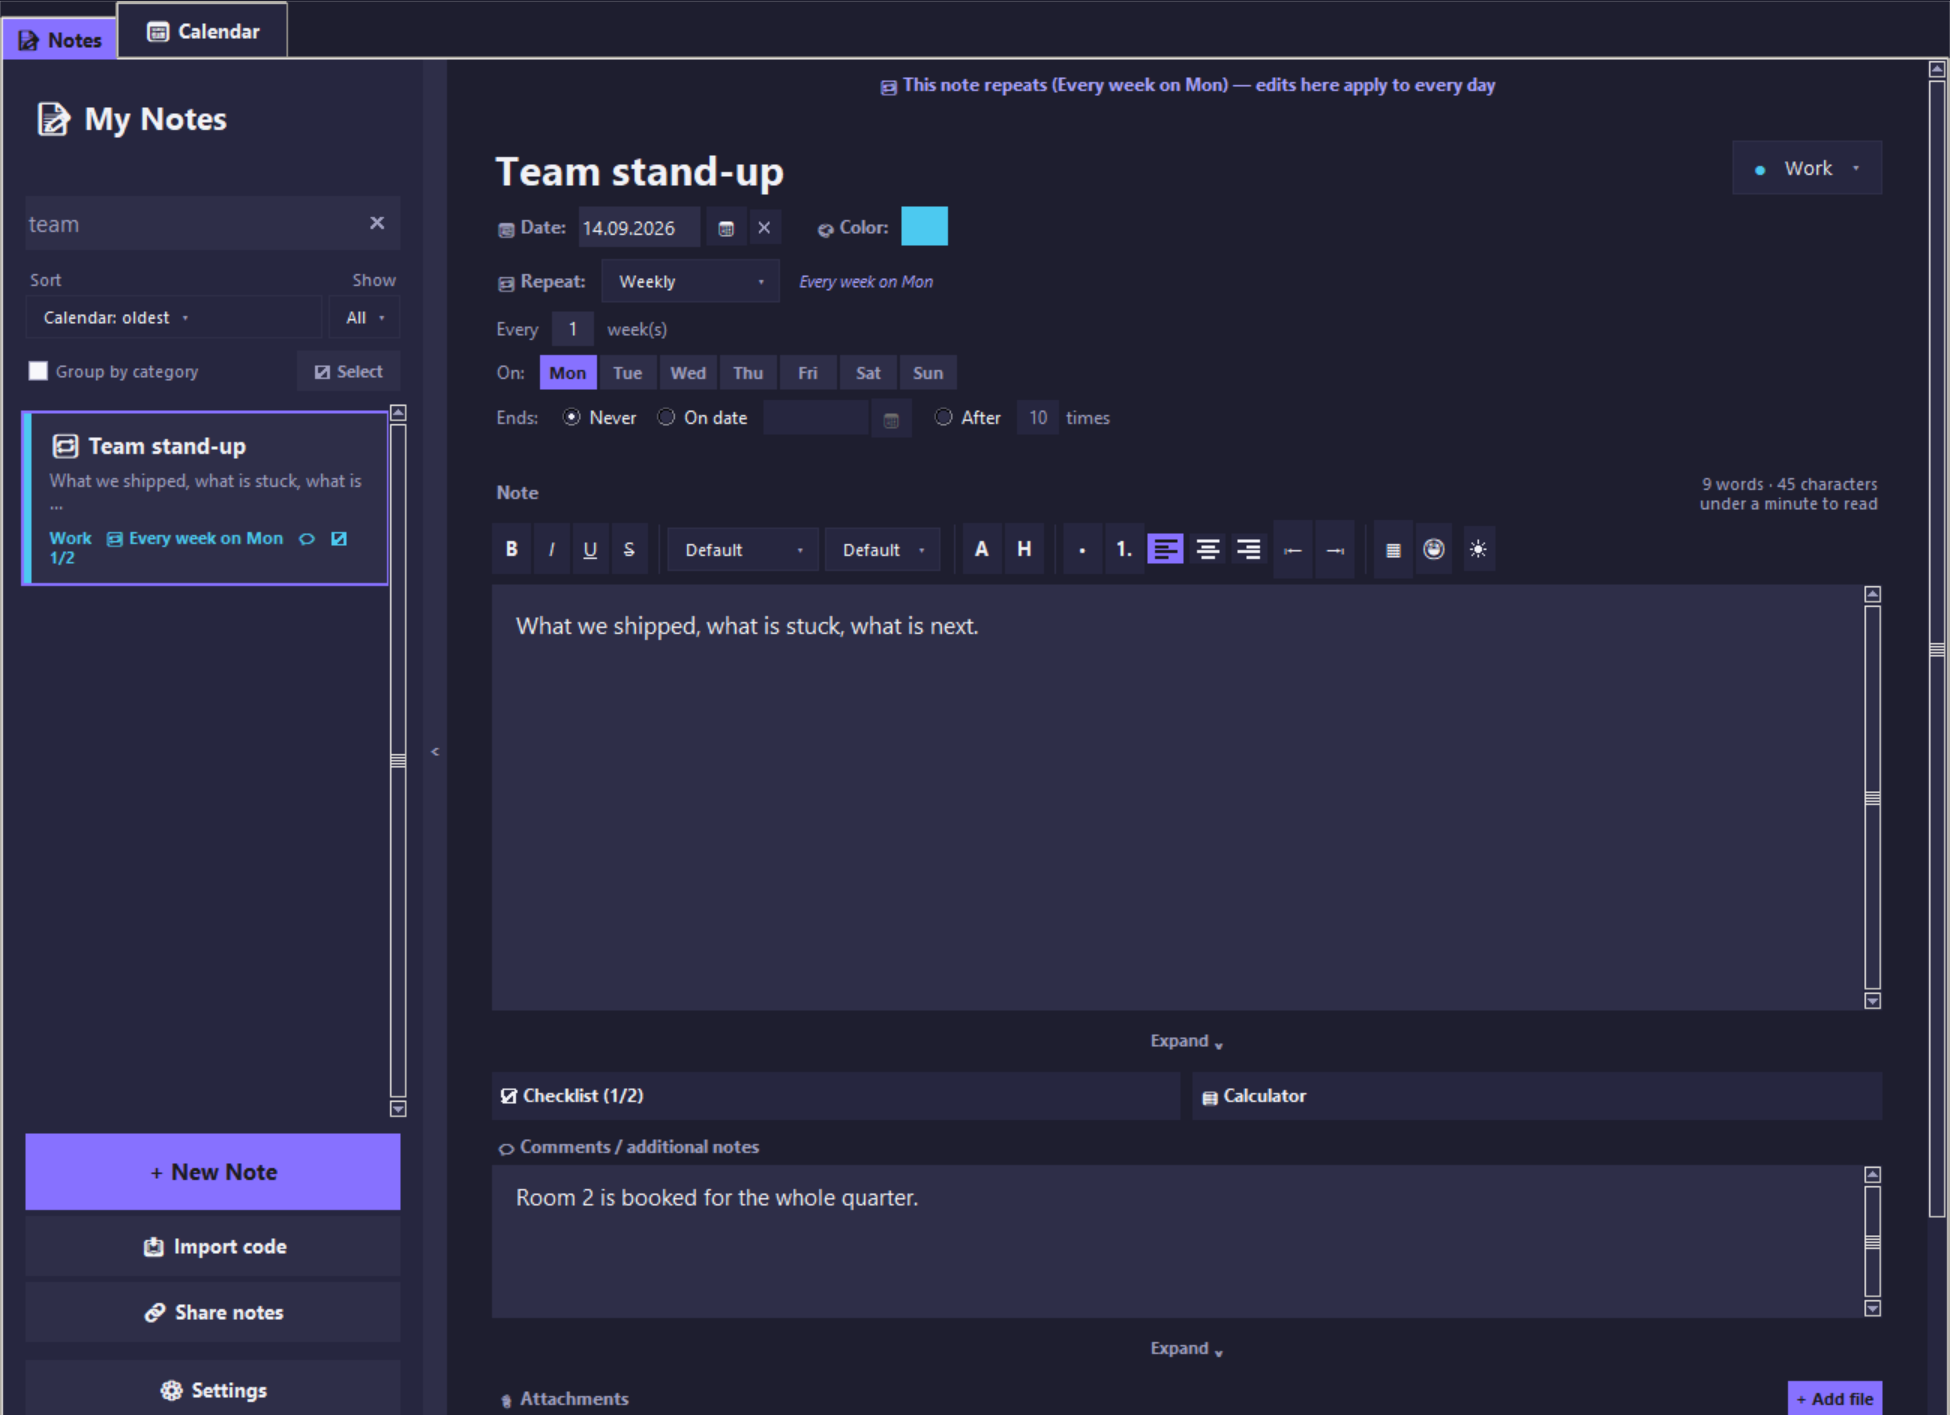 Notes
Calendar
My Notes
team
Sort
Show
Calendar: oldest
All
Group by category
Select
Team stand-up
What we shipped, what is stuck, what is
...
Work Every week on Mon
1/2
+ New Note
Import code
Share notes
Settings
This note repeats (Every week on Mon) — edits here apply to every day
Team stand-up
Work
Date: 14.09.2026
Color:
Repeat: Weekly Every week on Mon
Every 1 week(s)
On: Mon Tue Wed Thu Fri Sat Sun
Ends: Never On date After 10 times
Note
9 words · 45 characters
under a minute to read
B I U S Default Default A H • 1.
What we shipped, what is stuck, what is next.
Expand
Checklist (1/2)
Calculator
Comments / additional notes
Room 2 is booked for the whole quarter.
Expand
Attachments
+ Add file